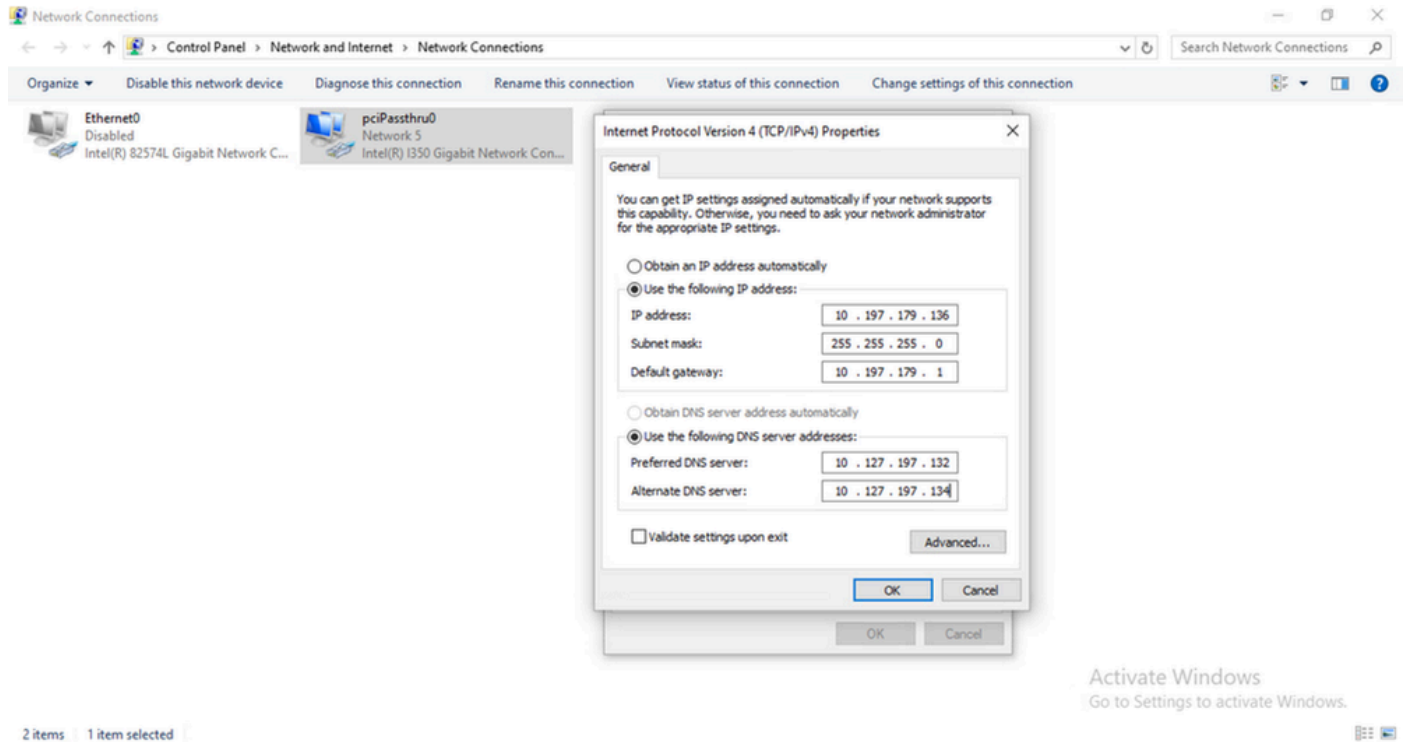 Network Connections
Control Panel > Network and Internet > Network Connections
Search Network Connections
Organize
Disable this network device
Diagnose this connection
Rename this connection
View status of this connection
Change settings of this connection
Ethernet0
Disabled
Intel(R) 82574L Gigabit Network C...
pciPassthru0
Network 5
Intel(R) I350 Gigabit Network Con...
Internet Protocol Version 4 (TCP/IPv4) Properties
General
You can get IP settings assigned automatically if your network supports
this capability. Otherwise, you need to ask your network administrator
for the appropriate IP settings.
Obtain an IP address automatically
Use the following IP address:
IP address: 10 . 197 . 179 . 136
Subnet mask: 255 . 255 . 255 . 0
Default gateway: 10 . 197 . 179 . 1
Obtain DNS server address automatically
Use the following DNS server addresses:
Preferred DNS server: 10 . 127 . 197 . 132
Alternate DNS server: 10 . 127 . 197 . 134
Validate settings upon exit
Advanced...
OK Cancel
OK Cancel
Activate Windows
Go to Settings to activate Windows.
2 items 1 item selected